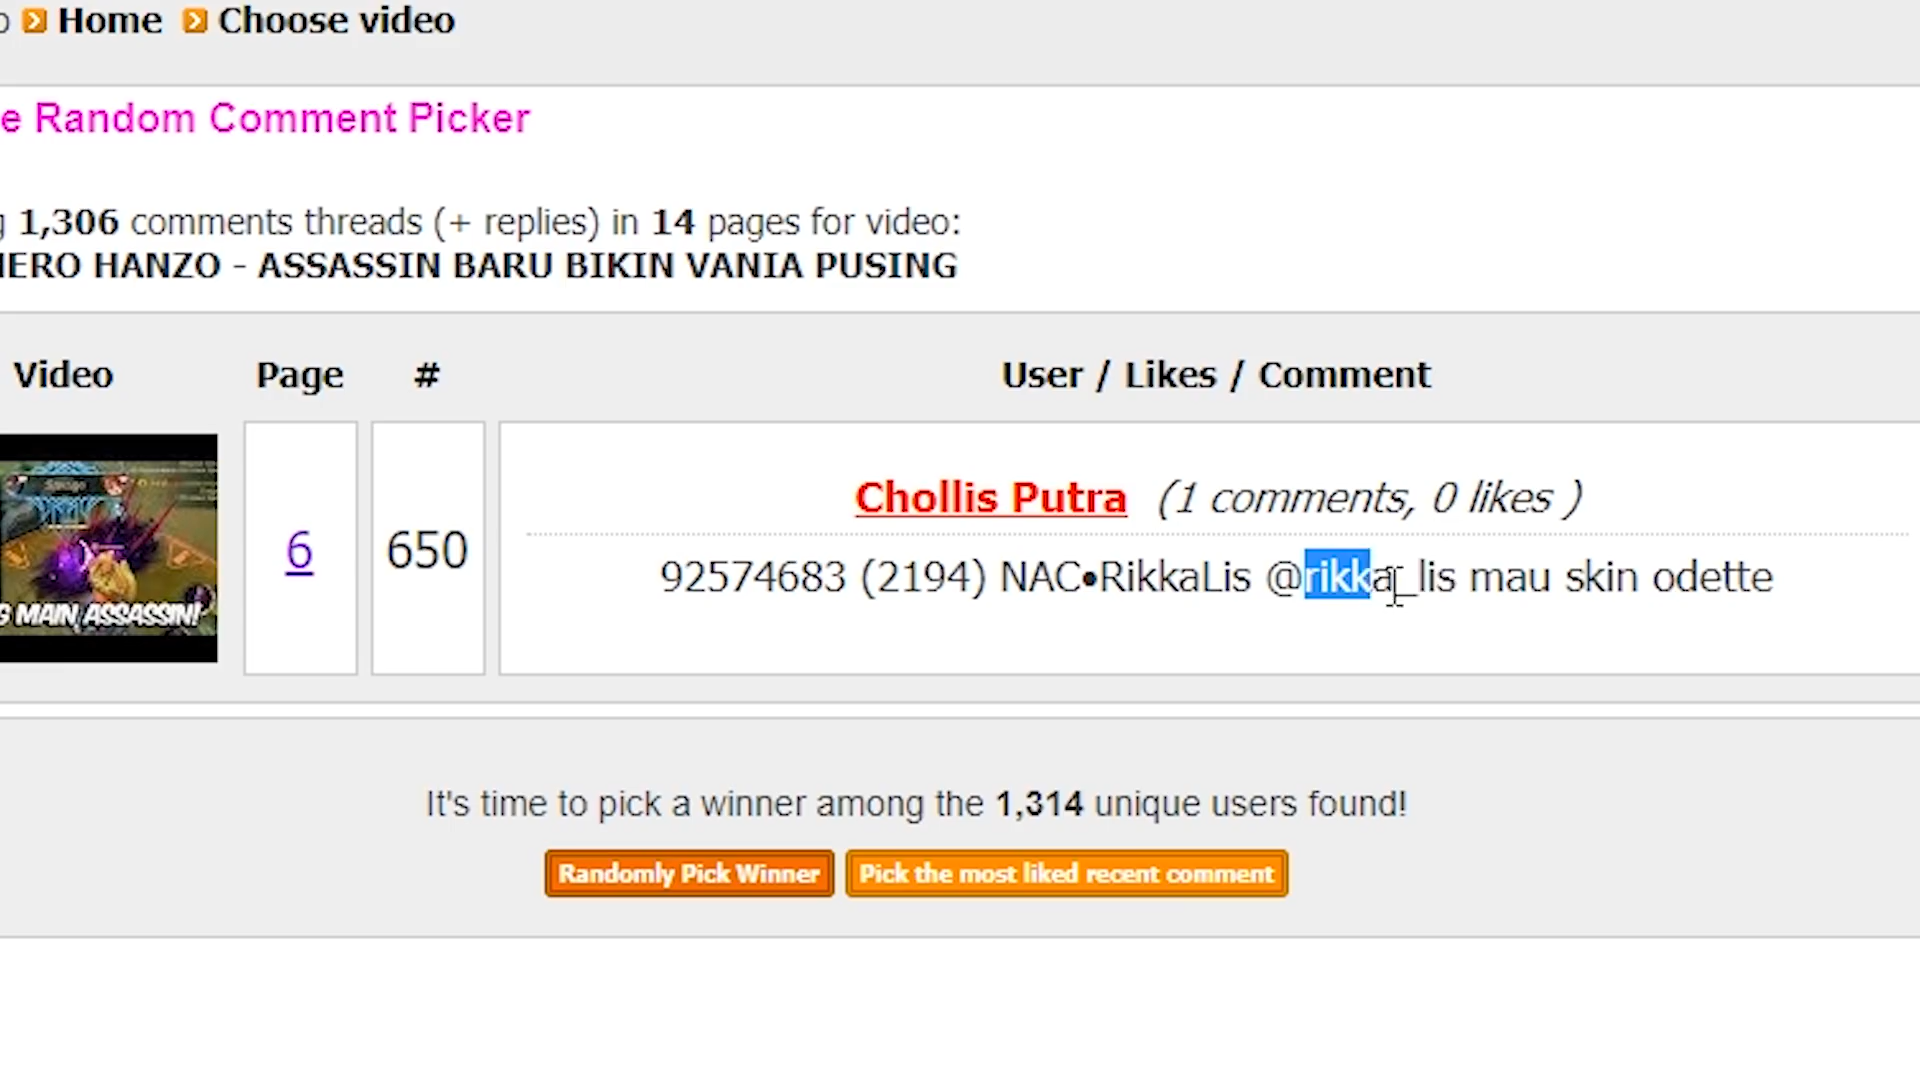 Home Choose video
e Random Comment Picker
1,306 comments threads (+ replies) in 14 pages for video:
HERO HANZO - ASSASSIN BARU BIKIN VANIA PUSING
Video Page # User / Likes / Comment
Chollis Putra (1 comments, 0 likes )
6 650
92574683 (2194) NAC•RikkaLis @rikka_lis mau skin odette
G MAIN ASSASSIN!
It's time to pick a winner among the 1,314 unique users found!
Randomly Pick Winner Pick the most liked recent comment